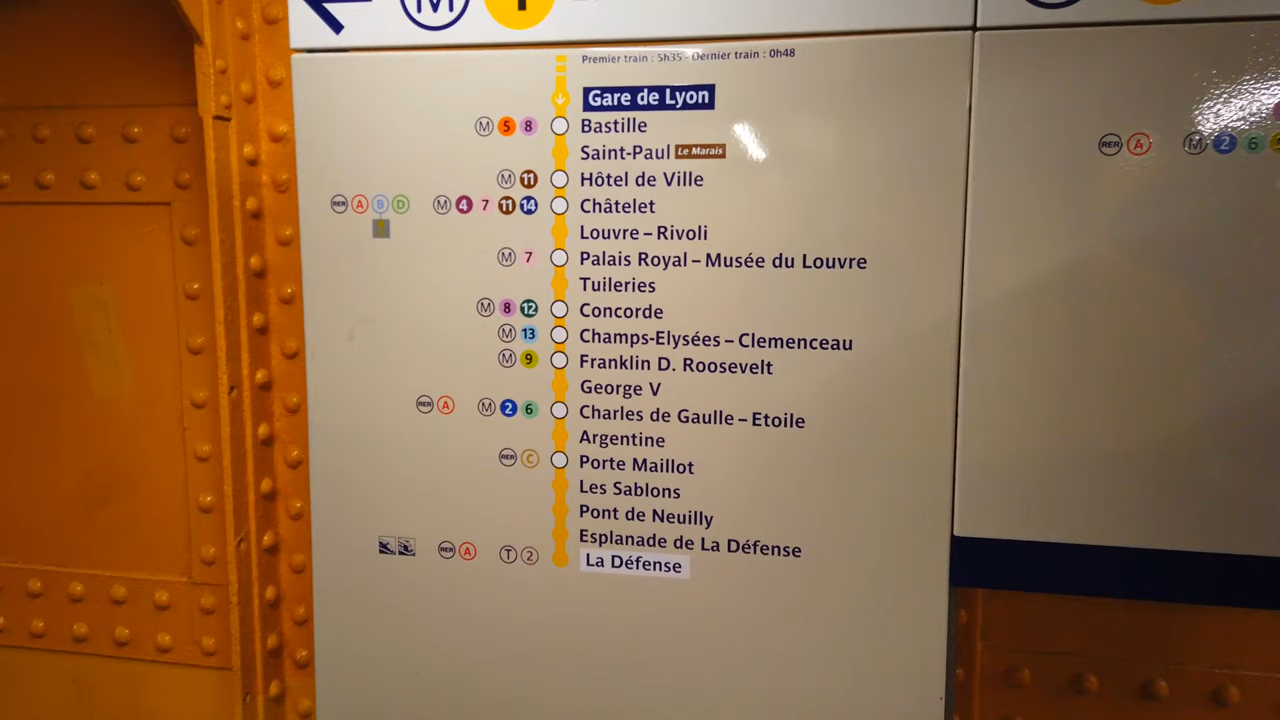 M 1
Premier train : 5h35 - Dernier train : 0h48
Gare de Lyon
M 5 8 Bastille
Saint-Paul Le Marais
M 11 Hôtel de Ville
RER A B D M 4 7 11 14 Châtelet
Louvre – Rivoli
M 7 Palais Royal – Musée du Louvre
Tuileries
M 8 12 Concorde
M 13 Champs-Elysées – Clemenceau
M 9 Franklin D. Roosevelt
George V
RER A M 2 6 Charles de Gaulle – Etoile
Argentine
RER C Porte Maillot
Les Sablons
Pont de Neuilly
Esplanade de La Défense
RER A T 2 La Défense
RER A M 2 6